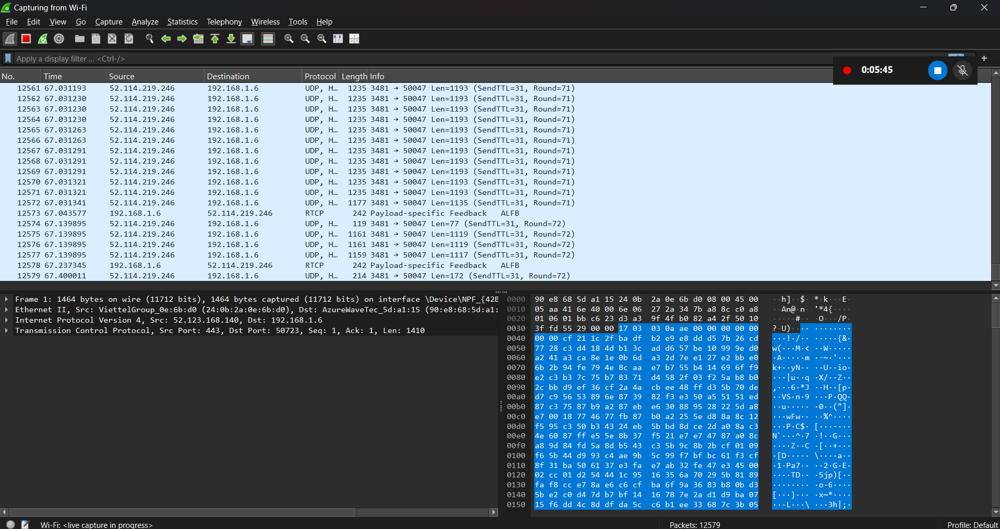 Capturing from Wi-Fi
File Edit View Go Capture Analyze Statistics Telephony Wireless Tools Help
Apply a display filter ... <Ctrl-/>
0:05:45
No. Time Source Destination Protocol Length Info
12561 67.031193 52.114.219.246 192.168.1.6 UDP, H… 1235 3481 → 50047 Len=1193 (SendTTL=31, Round=71)
12562 67.031230 52.114.219.246 192.168.1.6 UDP, H… 1235 3481 → 50047 Len=1193 (SendTTL=31, Round=71)
12563 67.031230 52.114.219.246 192.168.1.6 UDP, H… 1235 3481 → 50047 Len=1193 (SendTTL=31, Round=71)
12564 67.031230 52.114.219.246 192.168.1.6 UDP, H… 1235 3481 → 50047 Len=1193 (SendTTL=31, Round=71)
12565 67.031263 52.114.219.246 192.168.1.6 UDP, H… 1235 3481 → 50047 Len=1193 (SendTTL=31, Round=71)
12566 67.031263 52.114.219.246 192.168.1.6 UDP, H… 1235 3481 → 50047 Len=1193 (SendTTL=31, Round=71)
12567 67.031291 52.114.219.246 192.168.1.6 UDP, H… 1235 3481 → 50047 Len=1193 (SendTTL=31, Round=71)
12568 67.031291 52.114.219.246 192.168.1.6 UDP, H… 1235 3481 → 50047 Len=1193 (SendTTL=31, Round=71)
12569 67.031291 52.114.219.246 192.168.1.6 UDP, H… 1235 3481 → 50047 Len=1193 (SendTTL=31, Round=71)
12570 67.031321 52.114.219.246 192.168.1.6 UDP, H… 1235 3481 → 50047 Len=1193 (SendTTL=31, Round=71)
12571 67.031321 52.114.219.246 192.168.1.6 UDP, H… 1235 3481 → 50047 Len=1193 (SendTTL=31, Round=71)
12572 67.031341 52.114.219.246 192.168.1.6 UDP, H… 1177 3481 → 50047 Len=1135 (SendTTL=31, Round=71)
12573 67.043577 192.168.1.6 52.114.219.246 RTCP 242 Payload-specific Feedback ALFB
12574 67.139895 52.114.219.246 192.168.1.6 UDP, H… 119 3481 → 50047 Len=77 (SendTTL=31, Round=72)
12575 67.139895 52.114.219.246 192.168.1.6 UDP, H… 1161 3481 → 50047 Len=1119 (SendTTL=31, Round=72)
12576 67.139895 52.114.219.246 192.168.1.6 UDP, H… 1161 3481 → 50047 Len=1119 (SendTTL=31, Round=72)
12577 67.139895 52.114.219.246 192.168.1.6 UDP, H… 1159 3481 → 50047 Len=1117 (SendTTL=31, Round=72)
12578 67.237345 192.168.1.6 52.114.219.246 RTCP 242 Payload-specific Feedback ALFB
12579 67.400011 52.114.219.246 192.168.1.6 UDP, H… 214 3481 → 50047 Len=172 (SendTTL=31, Round=72)
Frame 1: 1464 bytes on wire (11712 bits), 1464 bytes captured (11712 bits) on interface \Device\NPF_{42B
Ethernet II, Src: ViettelGroup_0e:6b:d0 (24:0b:2a:0e:6b:d0), Dst: AzureWaveTec_5d:a1:15 (90:e8:68:5d:a1:
Internet Protocol Version 4, Src: 52.123.168.140, Dst: 192.168.1.6
Transmission Control Protocol, Src Port: 443, Dst Port: 50723, Seq: 1, Ack: 1, Len: 1410
0000 90 e8 68 5d a1 15 24 0b 2a 0e 6b d0 08 00 45 00 ··h]··$· *·k···E·
0010 05 aa 41 6e 40 00 6e 06 27 2a 34 7b a8 8c c0 a8 ··An@·n· '*4{····
0020 01 06 01 bb c6 23 d3 a3 9f 4f b0 82 a4 2f 50 10 ·····#·· ·O···/P·
0030 3f fd 55 29 00 00 17 03 03 0a ae 00 00 00 00 00 ?·U)···· ········
0040 00 00 cf 21 1c 2f ba df b2 e9 e8 dd d5 7b 26 cd ···!·/·· ·····{&·
0050 77 28 c3 d4 18 4d b1 3c ad d6 57 be 10 99 9e d0 w(···M·< ··W·····
0060 a2 41 a3 ca 8e 1e 0b 6d a3 2d 7e e1 27 e2 bb e0 ·A·····m ·-~·'···
0070 6b 2b 94 fe 79 4e 8c aa e7 b7 55 b4 14 69 6f f9 k+··yN·· ··U··io·
0080 e2 c3 b3 7c 75 b7 83 71 d4 58 2f 03 f2 5a b8 b0 ···|u··q ·X/··Z··
0090 2c bb d9 ef 36 cf 2a 4a cb ee 48 ff d3 5b 70 de ,···6·*J ··H··[p·
00a0 d7 c9 56 53 89 6e 87 39 82 f3 e3 50 a5 51 51 ed ··VS·n·9 ···P·QQ·
00b0 87 c3 75 87 b9 a2 87 eb e6 30 88 95 28 22 5d a8 ··u····· ·0··("]·
00c0 e7 00 18 77 46 77 fb 87 b0 a2 25 5e d8 8a 8c 12 ···wFw·· ··%^····
00d0 f5 95 c3 50 b3 43 24 eb 5b bd 8d ce 2d a0 8a c3 ···P·C$· [···-···
00e0 4e 60 87 ff e5 5e 8b 37 f5 21 e7 e7 47 87 a0 8c N`···^·7 ·!··G···
00f0 a8 9d 84 fd 5a 8d b5 43 c3 5b 9c 8b 2b cf 01 09 ····Z··C ·[··+···
0100 f6 5b 44 d9 93 c4 ae 9b 5c 99 f7 bf bc 61 f3 cf ·[D····· \····a··
0110 8f 31 ba 50 61 37 e3 fa e7 ab 32 fe 47 e3 45 00 ·1·Pa7·· ··2·G·E·
0120 02 cc 01 d2 54 44 1c 95 16 35 6a 70 29 5b 81 89 ····TD·· ·5jp)[··
0130 fa f8 cc e7 8a e6 c6 cf ba 6f 9a 36 83 b8 0b d3 ········ ·o·6····
0140 5b e2 c0 d4 7d b7 bf 14 16 78 7e 2a d1 d9 ba 07 [···}··· ·x~*····
0150 15 f6 dd 4c 8d df da 5c c6 b1 ee 33 68 7c 3b 05 ···L···\ ···3h|;·
Wi-Fi: <live capture in progress> Packets: 12579 Profile: Default